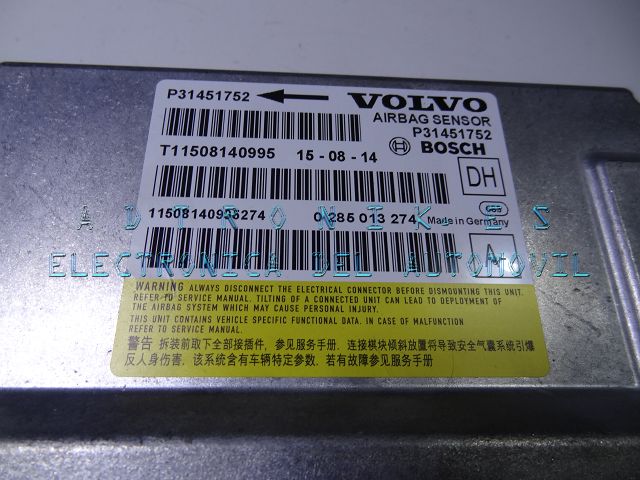 P31451752 VOLVO
AIRBAG SENSOR
P31451752
T11508140995 15-08-14 BOSCH
DH
11508140995274 0 285 013 274 Made in Germany
A
ADTRONIK-ES
ELECTRONICA DEL AUTOMOVIL
WARNING ALWAYS DISCONNECT THE ELECTRICAL CONNECTOR BEFORE DISMOUNTING THIS UNIT.
REFER TO SERVICE MANUAL. TILTING OF A CONNECTED UNIT CAN LEAD TO DEPLOYMENT OF
THE AIRBAG SYSTEM WHICH MAY CAUSE PERSONAL INJURY.
THIS UNIT CONTAINS VEHICLE SPECIFIC FUNCTIONAL DATA. IN CASE OF MALFUNCTION
REFER TO SERVICE MANUAL.
警告 拆装前取下全部接插件，参见服务手册．连接模块倾斜放置将导致安全气囊系统引爆
反人身伤害．该系统含有车辆特定参数．若有故障参见服务手册